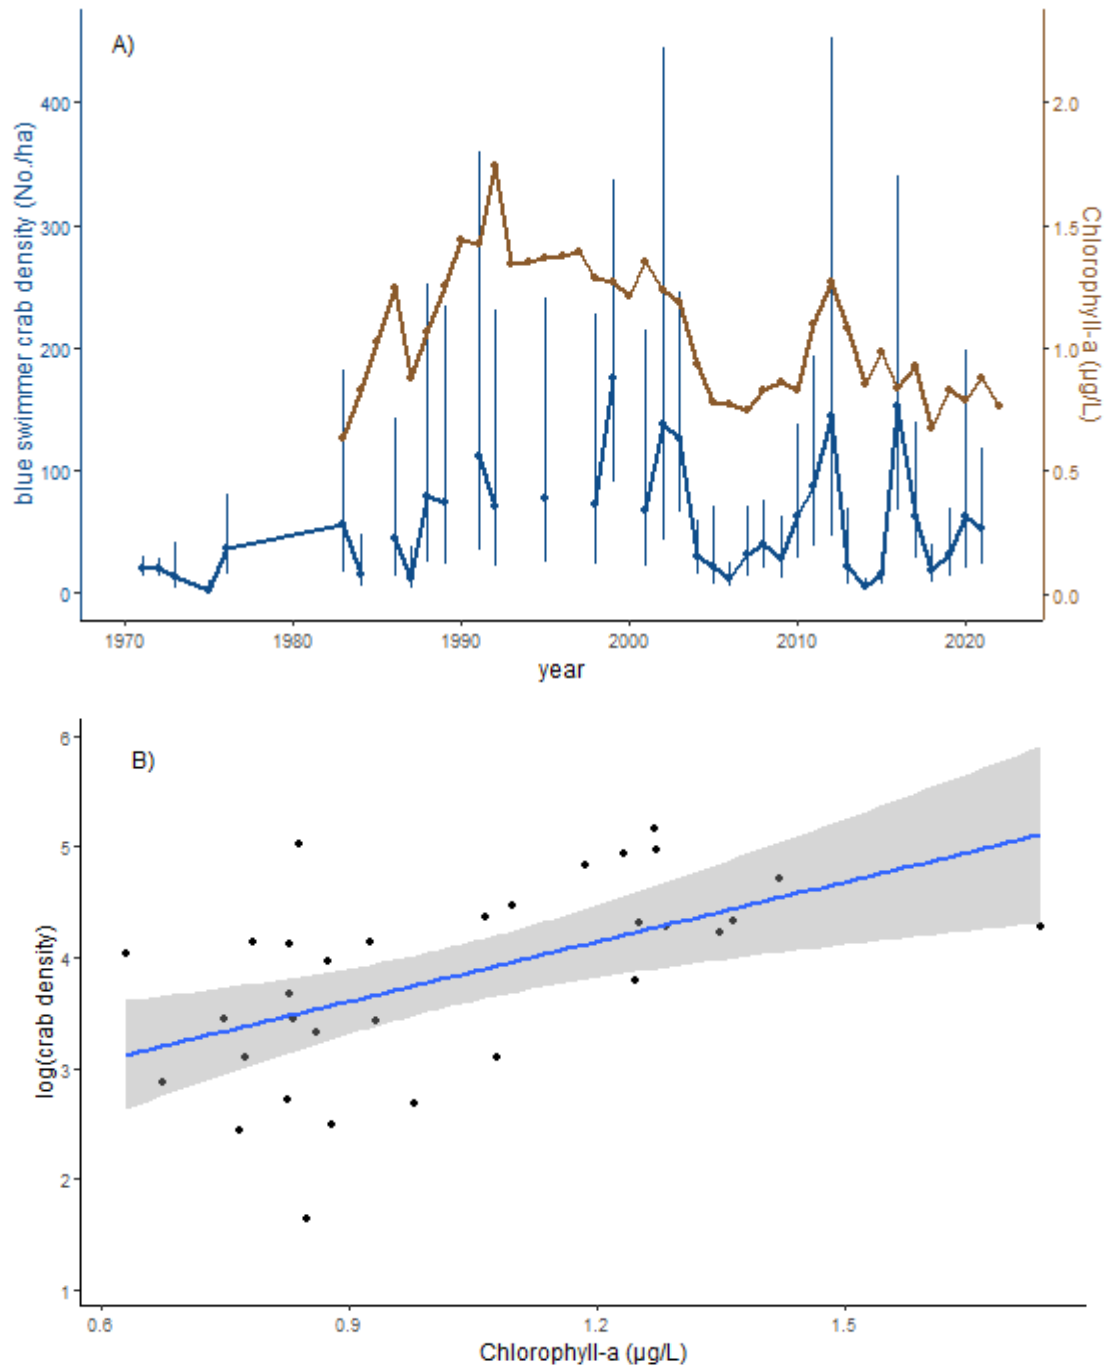 A)
blue swimmer crab density (No./ha)
400
300
200
100
0
2.0
1.5
1.0
0.5
0.0
Chlorophyll-a (µg/L)
1970 1980 1990 2000 2010 2020
year
B)
log(crab density)
6
5
4
3
2
1
0.6 0.9 1.2 1.5
Chlorophyll-a (µg/L)